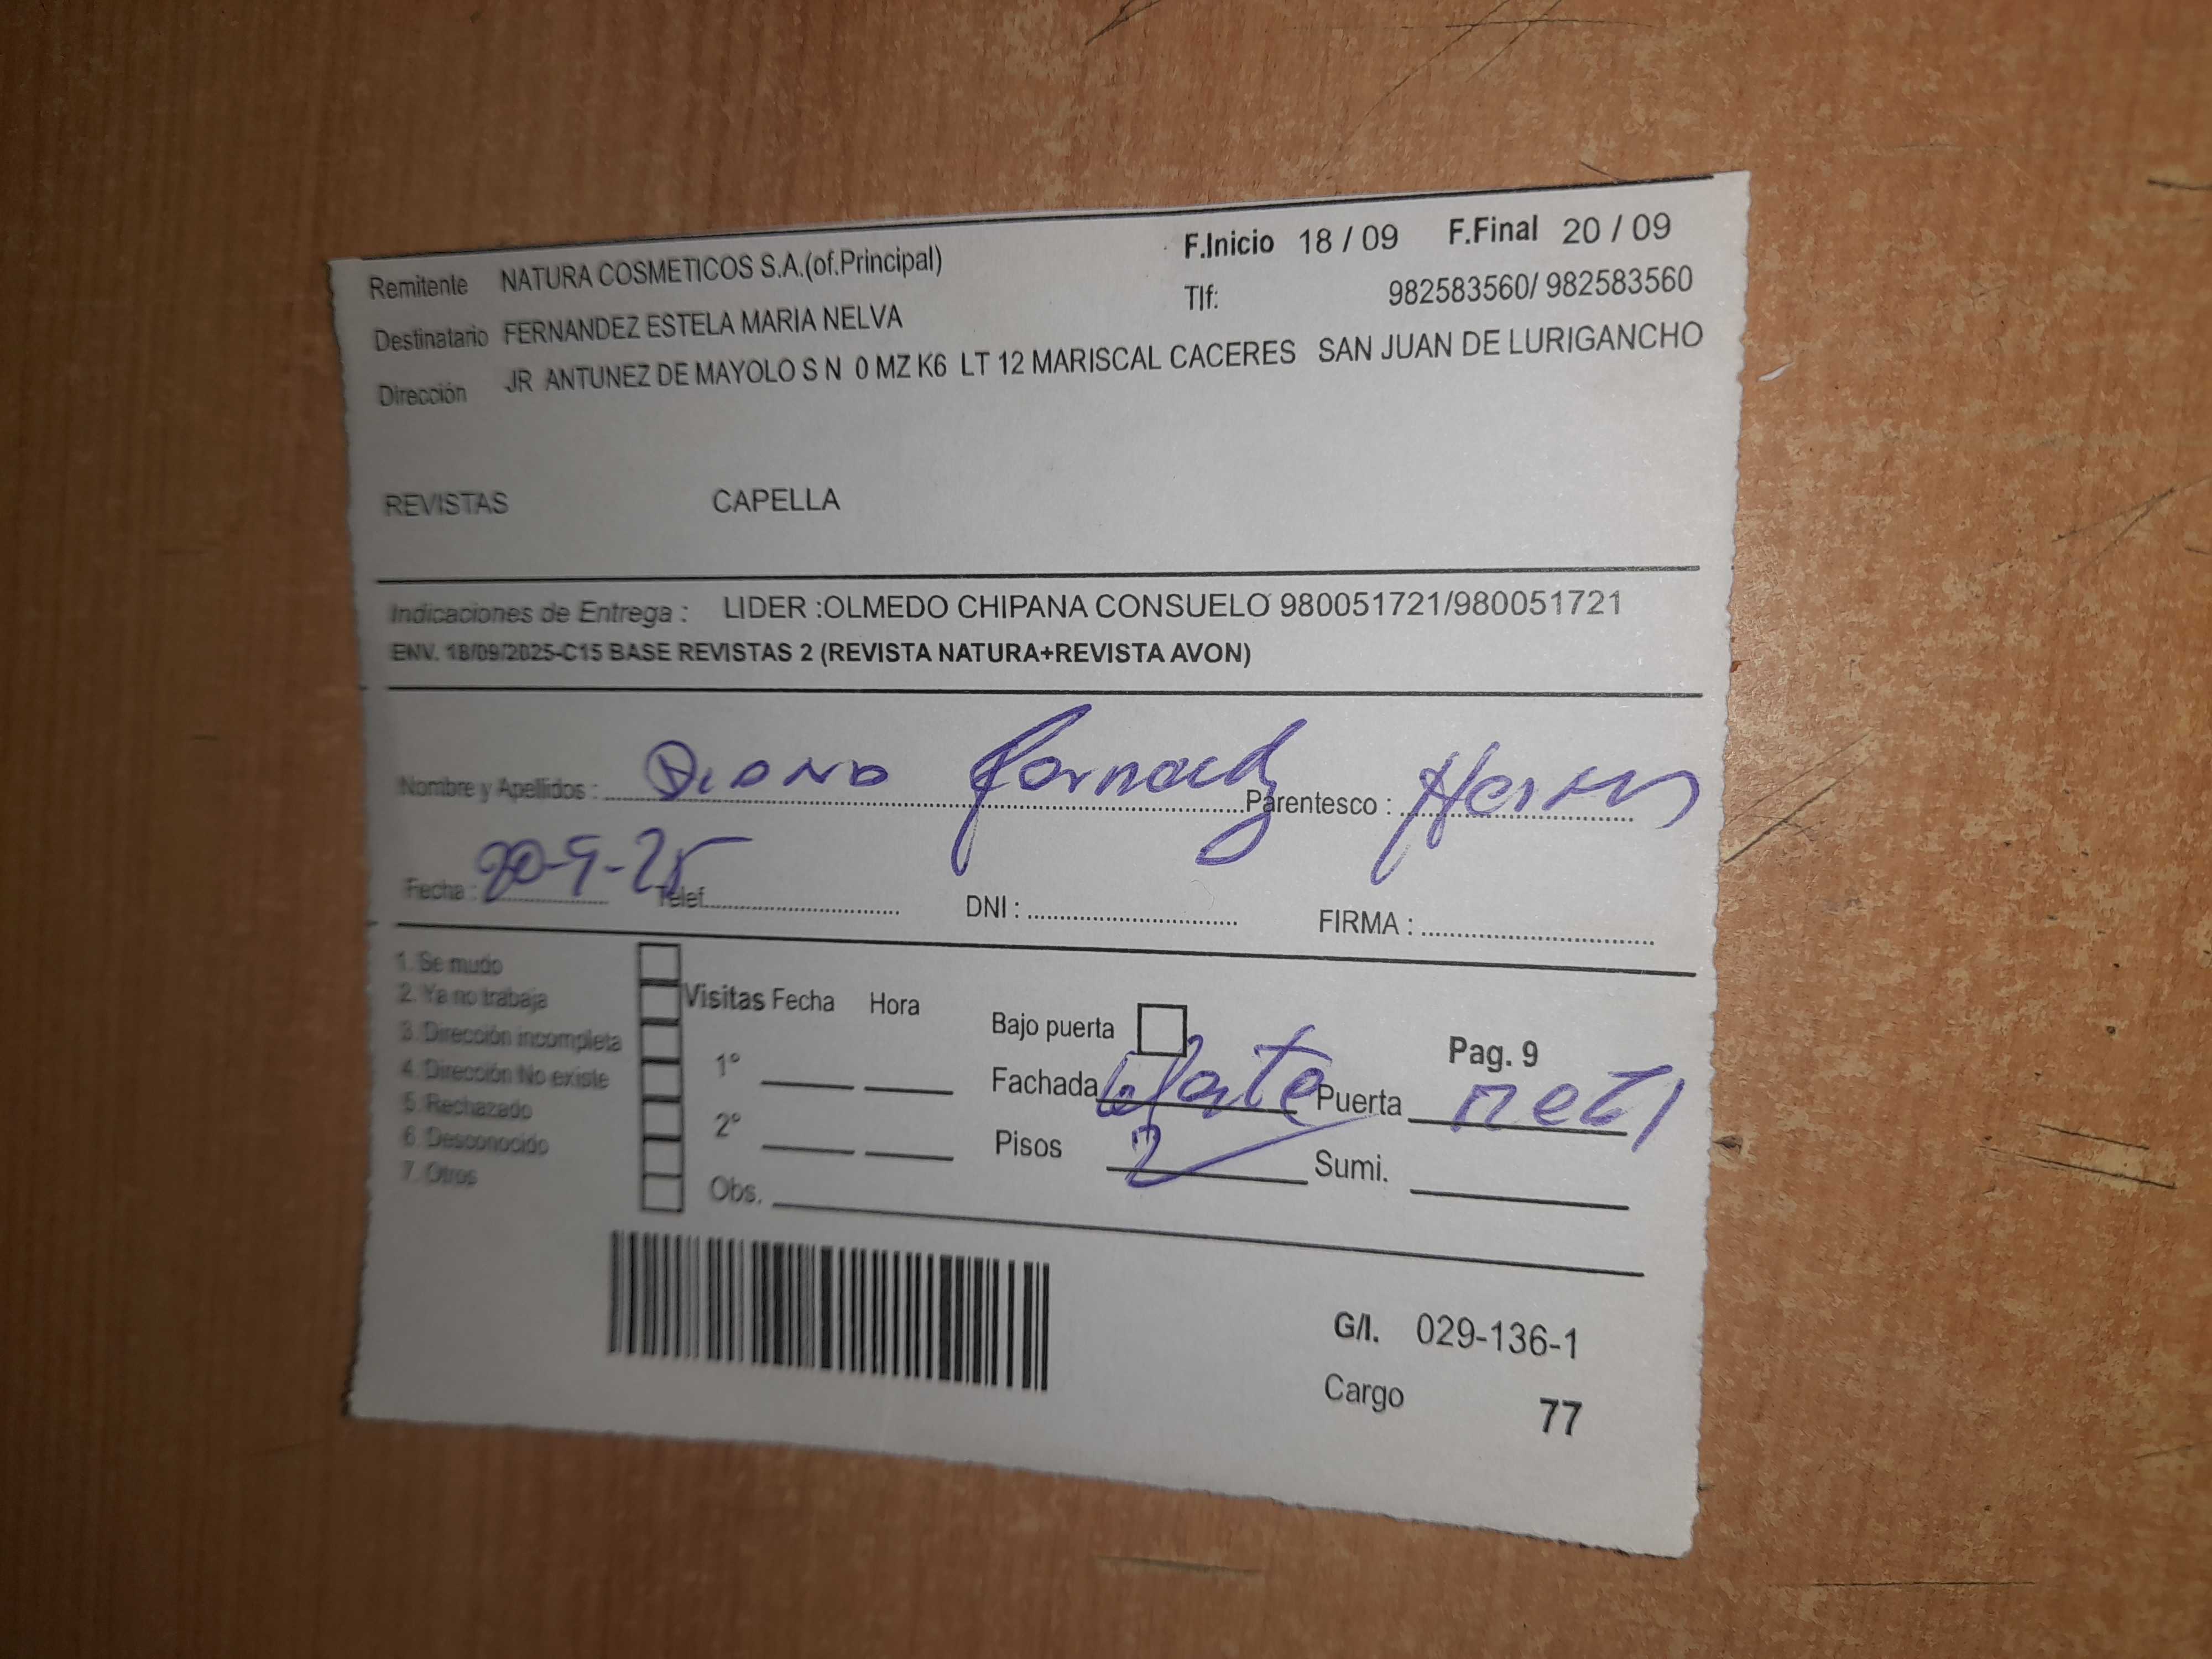 F.Inicio 18 / 09 F.Final 20 / 09
Remitente NATURA COSMETICOS S.A.(of.Principal)
Tlf: 982583560/ 982583560
Destinatario FERNANDEZ ESTELA MARIA NELVA
Dirección JR ANTUNEZ DE MAYOLO S N 0 MZ K6 LT 12 MARISCAL CACERES SAN JUAN DE LURIGANCHO
REVISTAS CAPELLA
Indicaciones de Entrega : LIDER :OLMEDO CHIPANA CONSUELO 980051721/980051721
ENV. 18/09/2025-C15 BASE REVISTAS 2 (REVISTA NATURA+REVISTA AVON)
Nombre y Apellidos : Diana Parentesco :
Fecha : 20-9-25 Telef. DNI : FIRMA :
1. Se mudo
2. Ya no trabaja
3. Dirección incompleta
4. Dirección No existe
5. Rechazado
6. Desconocido
7. Otros
Visitas Fecha Hora
1°
2°
Obs.
Bajo puerta
Fachada Puerta
Pisos 2 Sumi.
Pag. 9
G/I. 029-136-1
Cargo 77